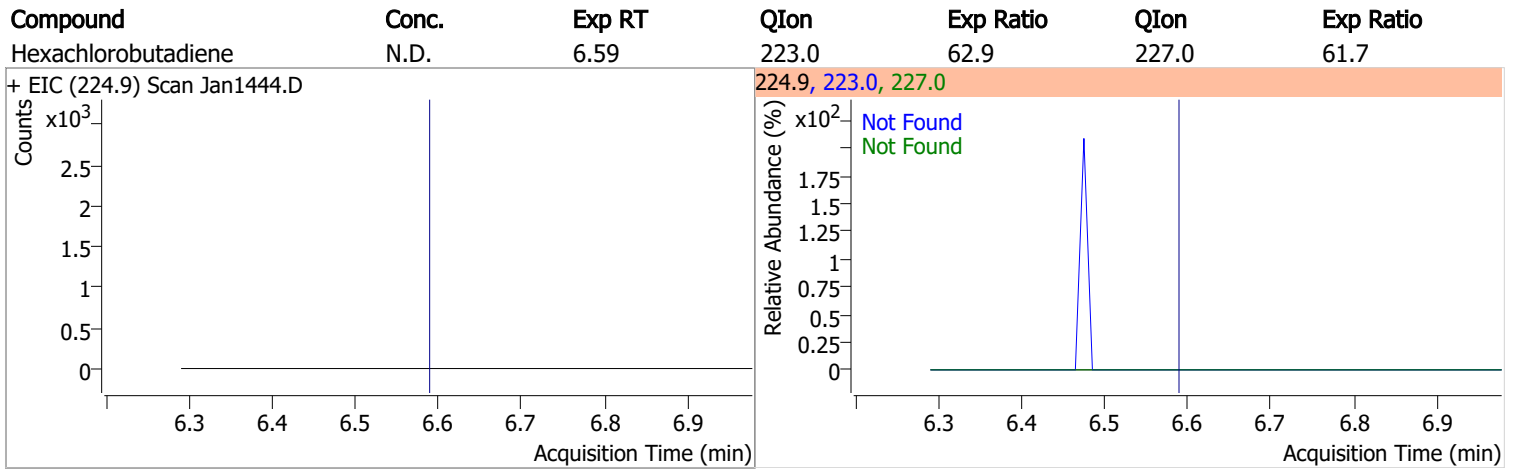 Compound Conc. Exp RT QIon Exp Ratio QIon Exp Ratio
Hexachlorobutadiene N.D. 6.59 223.0 62.9 227.0 61.7
+ EIC (224.9) Scan Jan1444.D
Counts
x10³
2.5
2
1.5
1
0.5
0
6.3 6.4 6.5 6.6 6.7 6.8 6.9
Acquisition Time (min)
224.9, 223.0, 227.0
Relative Abundance (%)
x10²
Not Found
Not Found
1.75
1.5
1.25
1
0.75
0.5
0.25
0
6.3 6.4 6.5 6.6 6.7 6.8 6.9
Acquisition Time (min)